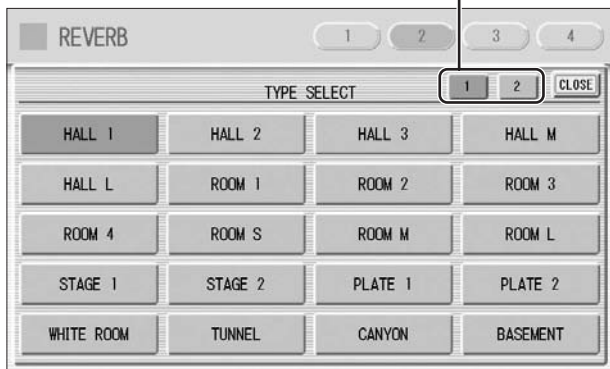 REVERB 1 2 3 4
TYPE SELECT 1 2 CLOSE
HALL 1 HALL 2 HALL 3 HALL M
HALL L ROOM 1 ROOM 2 ROOM 3
ROOM 4 ROOM S ROOM M ROOM L
STAGE 1 STAGE 2 PLATE 1 PLATE 2
WHITE ROOM TUNNEL CANYON BASEMENT